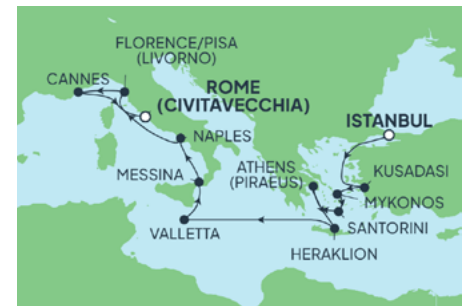 FLORENCE/PISA
(LIVORNO)
CANNES
ROME
(CIVITAVECCHIA)
ISTANBUL
NAPLES
ATHENS
(PIRAEUS)
KUSADASI
MESSINA
MYKONOS
SANTORINI
VALLETTA
HERAKLION